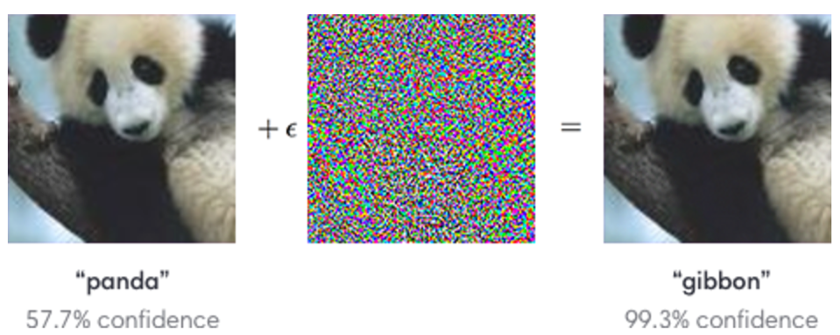 + ϵ
=
“panda”
57.7% confidence
“gibbon”
99.3% confidence